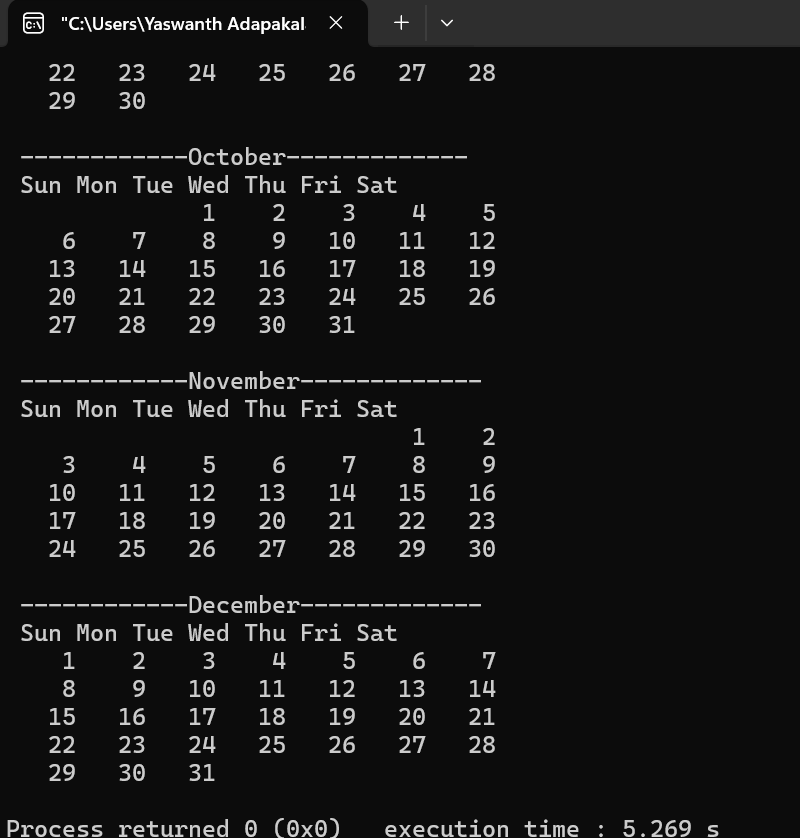 "C:\Users\Yaswanth Adapakal
22 23 24 25 26 27 28
29 30
------------October-------------
Sun Mon Tue Wed Thu Fri Sat
1 2 3 4 5
6 7 8 9 10 11 12
13 14 15 16 17 18 19
20 21 22 23 24 25 26
27 28 29 30 31
------------November-------------
Sun Mon Tue Wed Thu Fri Sat
1 2
3 4 5 6 7 8 9
10 11 12 13 14 15 16
17 18 19 20 21 22 23
24 25 26 27 28 29 30
------------December-------------
Sun Mon Tue Wed Thu Fri Sat
1 2 3 4 5 6 7
8 9 10 11 12 13 14
15 16 17 18 19 20 21
22 23 24 25 26 27 28
29 30 31
Process returned 0 (0x0)   execution time : 5.269 s